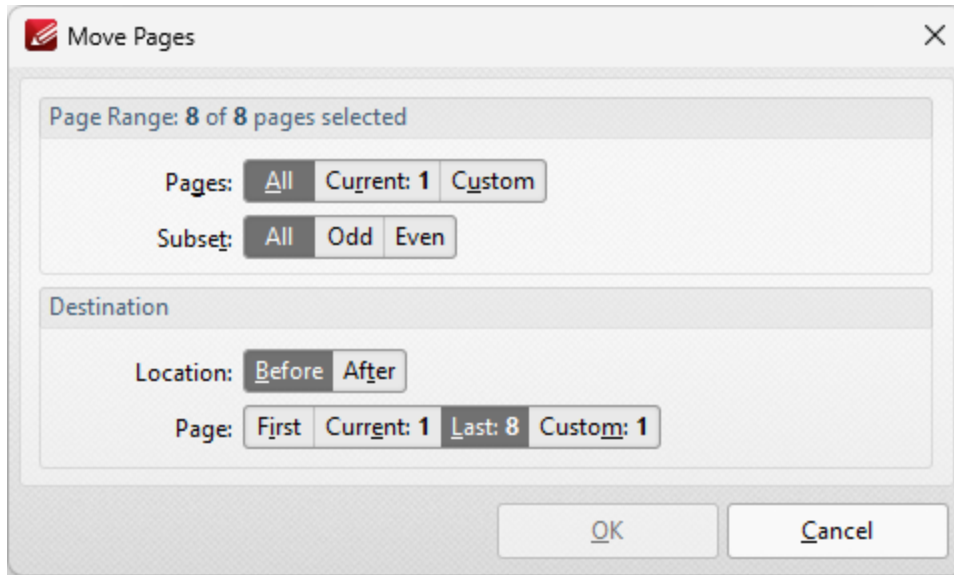 Move Pages
Page Range: 8 of 8 pages selected
Pages: All Current: 1 Custom
Subset: All Odd Even
Destination
Location: Before After
Page: First Current: 1 Last: 8 Custom: 1
OK Cancel